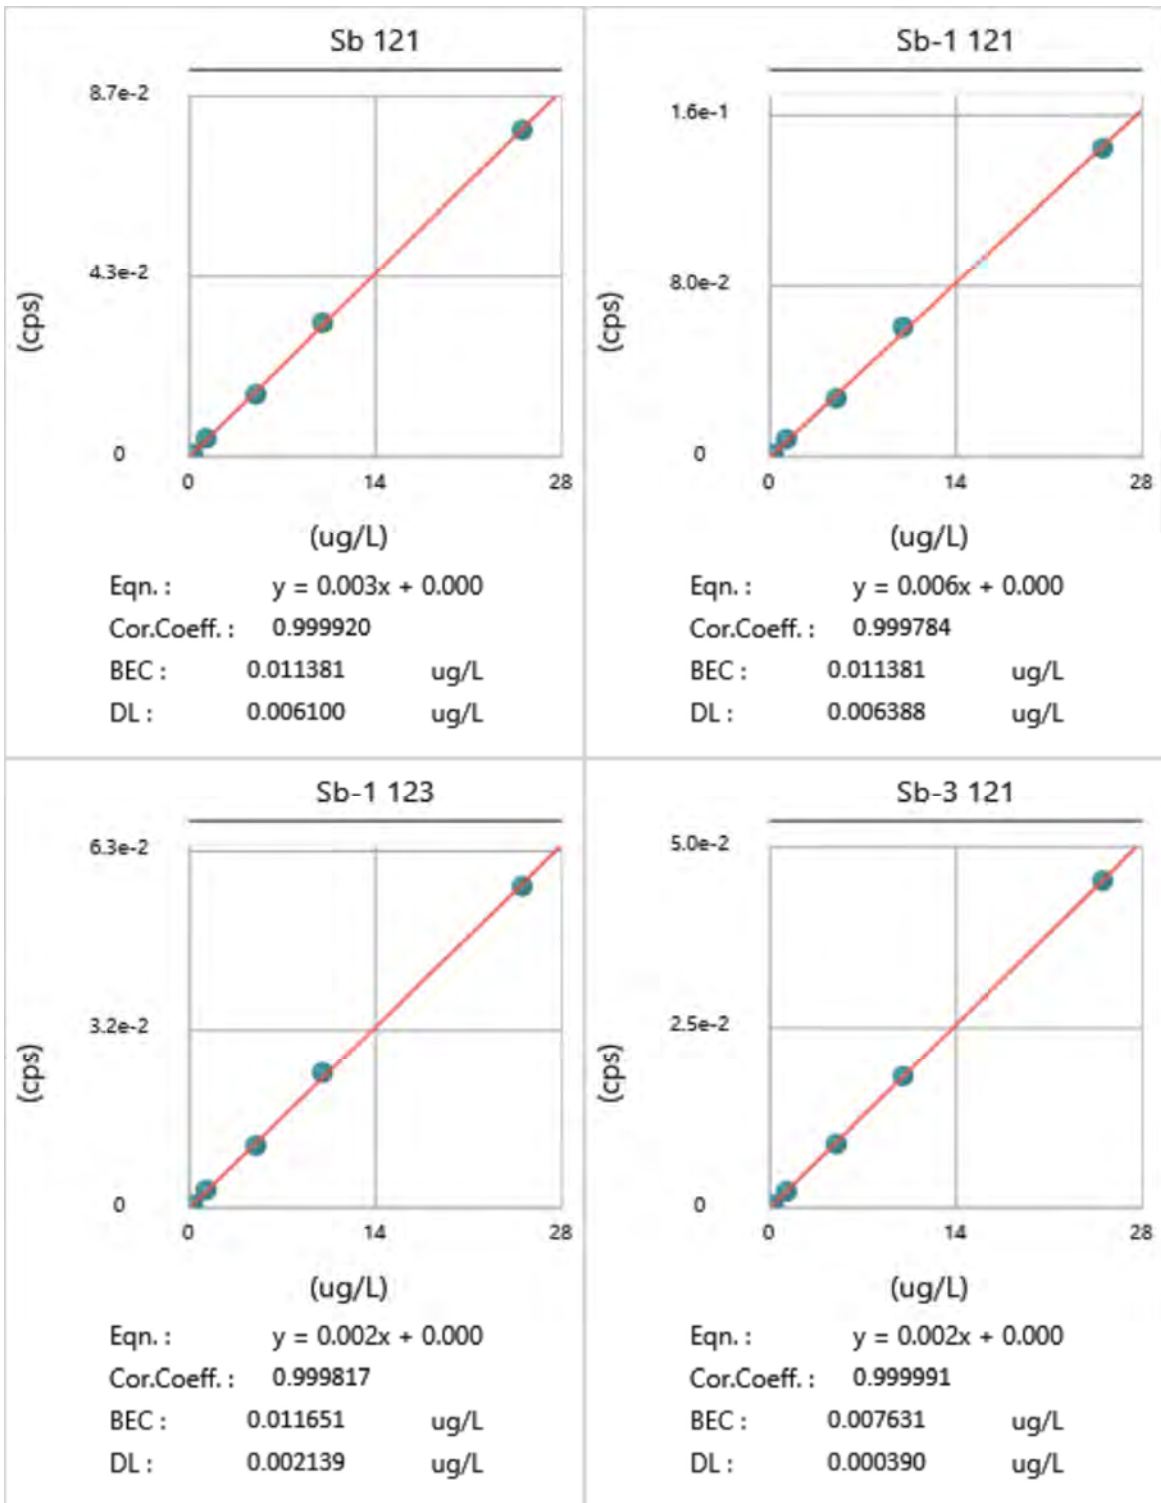 Sb 121
8.7e-2
4.3e-2
0
(cps)
0 14 28
(ug/L)
Eqn. : y = 0.003x + 0.000
Cor.Coeff. : 0.999920
BEC : 0.011381 ug/L
DL : 0.006100 ug/L
Sb-1 121
1.6e-1
8.0e-2
0
(cps)
0 14 28
(ug/L)
Eqn. : y = 0.006x + 0.000
Cor.Coeff. : 0.999784
BEC : 0.011381 ug/L
DL : 0.006388 ug/L
Sb-1 123
6.3e-2
3.2e-2
0
(cps)
0 14 28
(ug/L)
Eqn. : y = 0.002x + 0.000
Cor.Coeff. : 0.999817
BEC : 0.011651 ug/L
DL : 0.002139 ug/L
Sb-3 121
5.0e-2
2.5e-2
0
(cps)
0 14 28
(ug/L)
Eqn. : y = 0.002x + 0.000
Cor.Coeff. : 0.999991
BEC : 0.007631 ug/L
DL : 0.000390 ug/L